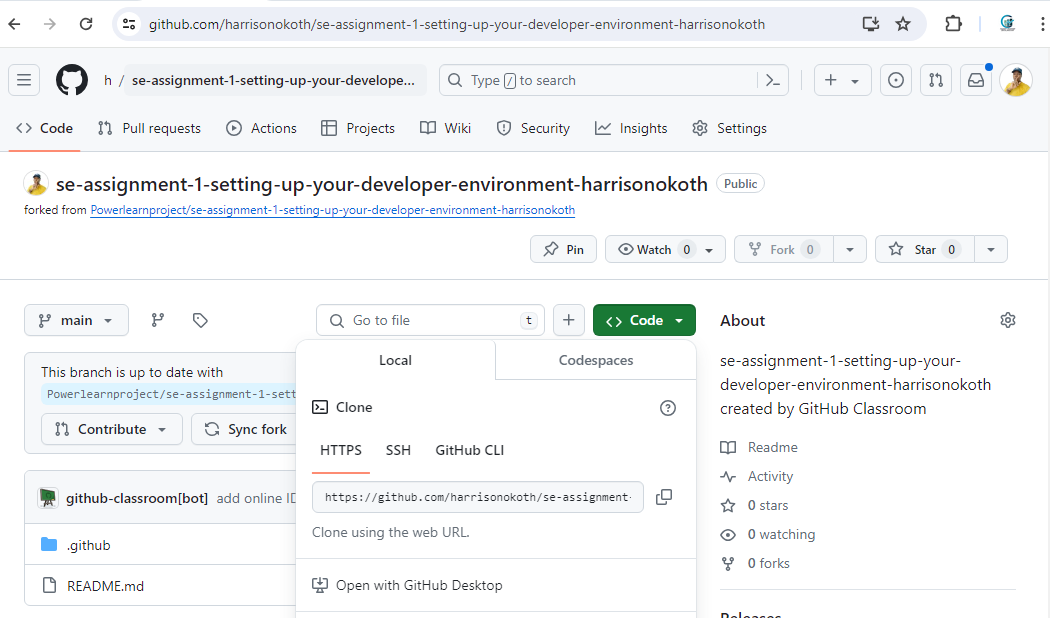 github.com/harrisonokoth/se-assignment-1-setting-up-your-developer-environment-harrisonokoth
h / se-assignment-1-setting-up-your-develope...
Type / to search
Code Pull requests Actions Projects Wiki Security Insights Settings
se-assignment-1-setting-up-your-developer-environment-harrisonokoth Public
forked from Powerlearnproject/se-assignment-1-setting-up-your-developer-environment-harrisonokoth
Pin Watch 0 Fork 0 Star 0
main Go to file t Code
Local Codespaces
Clone
HTTPS SSH GitHub CLI
https://github.com/harrisonokoth/se-assignment-
Clone using the web URL.
Open with GitHub Desktop
This branch is up to date with
Powerlearnproject/se-assignment-1-sett
Contribute Sync fork
github-classroom[bot] add online ID
.github
README.md
About
se-assignment-1-setting-up-your-
developer-environment-harrisonokoth
created by GitHub Classroom
Readme
Activity
0 stars
0 watching
0 forks
Releases